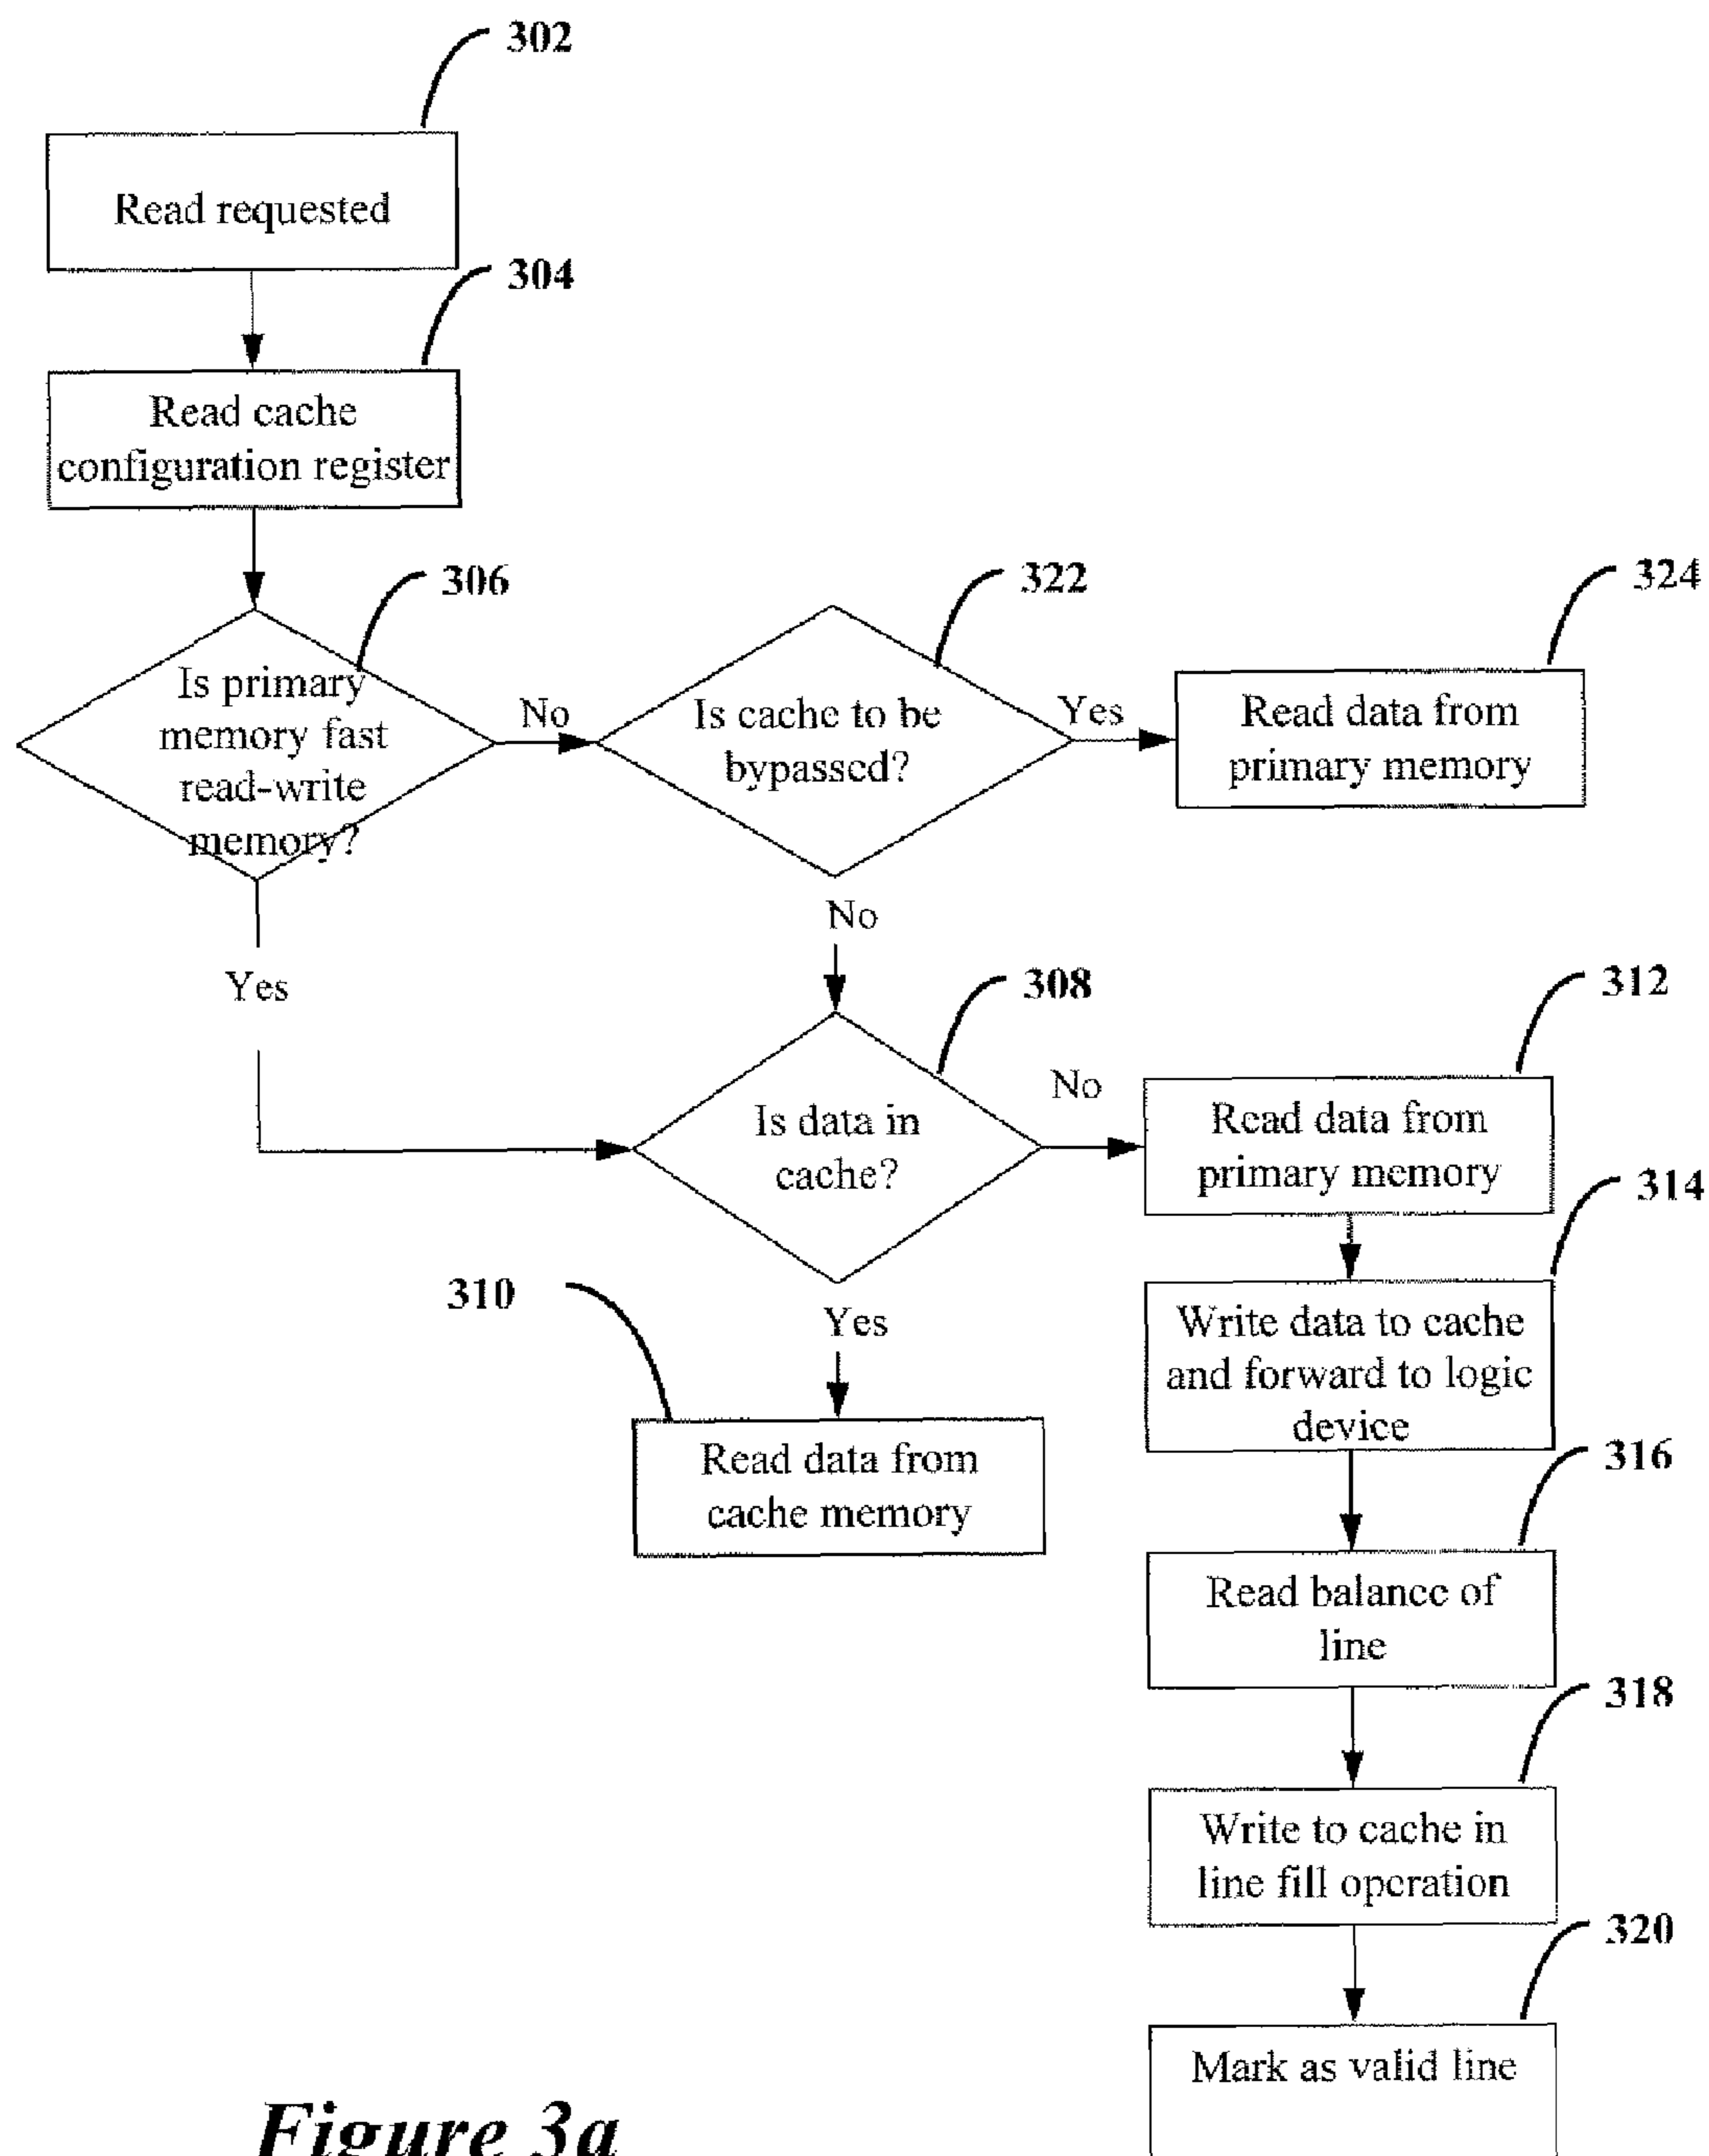 302
Read requested
304
Read cache
configuration register
306
Is primary
memory fast
read-write
memory?
No
322
Is cache to be
bypassed?
Yes
324
Read data from
primary memory
Yes
No
308
Is data in
cache?
No
312
Read data from
primary memory
314
Write data to cache
and forward to logic
device
310
Yes
Read data from
cache memory
316
Read balance of
line
318
Write to cache in
line fill operation
320
Mark as valid line
Figure 3a